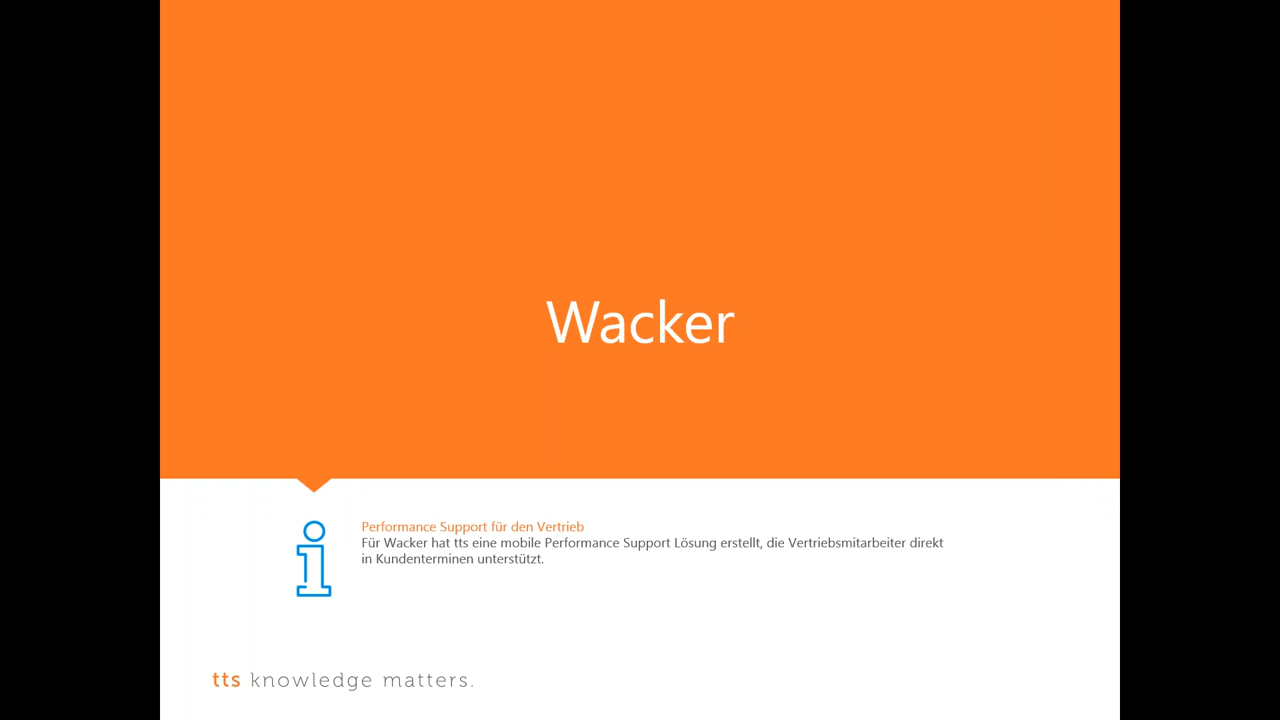 Wacker
Performance Support für den Vertrieb
Für Wacker hat tts eine mobile Performance Support Lösung erstellt, die Vertriebsmitarbeiter direkt
in Kundenterminen unterstützt.
tts knowledge matters.